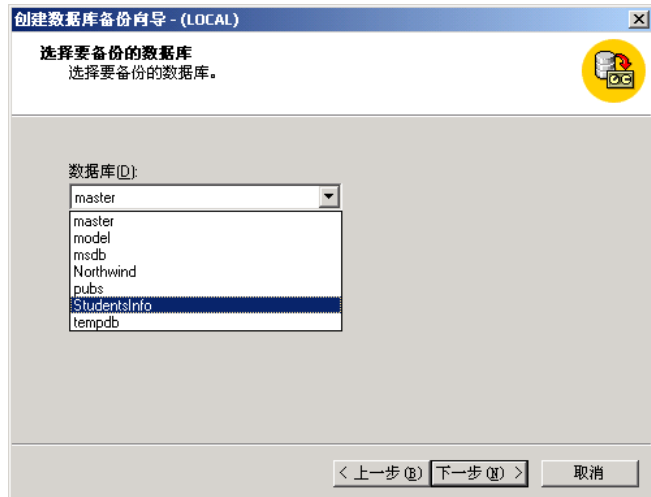 创建数据库备份向导 - (LOCAL)
选择要备份的数据库
选择要备份的数据库。
数据库(D):
master
master
model
msdb
Northwind
pubs
StudentsInfo
tempdb
< 上一步(B) 下一步(N) > 取消